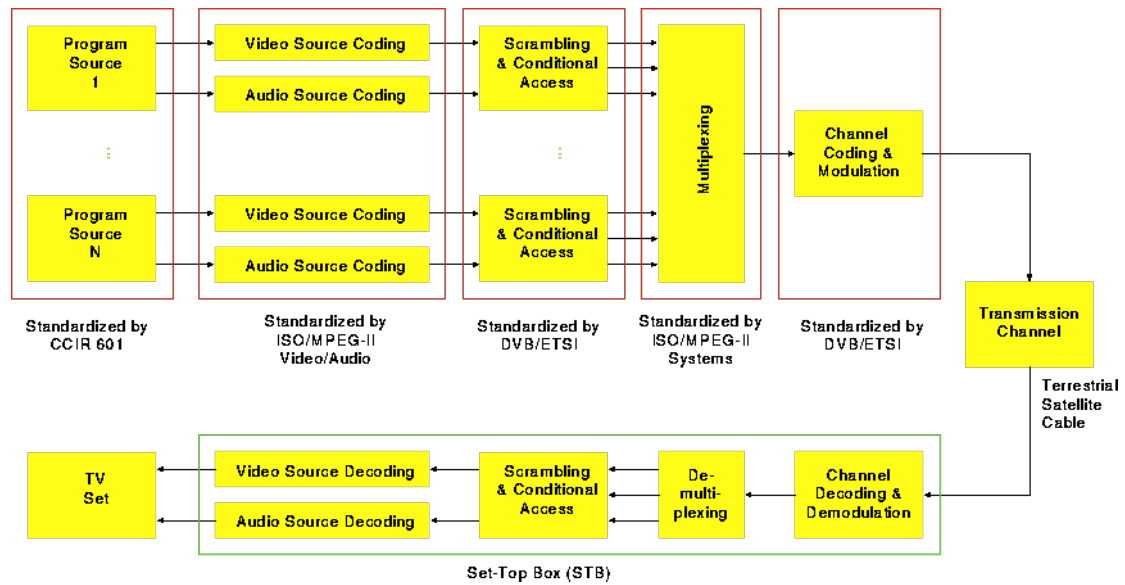 Program
Source
1
Video Source Coding
Audio Source Coding
Scrambling
& Conditional
Access
Multiplexing
Channel
Coding &
Modulation
Program
Source
N
Video Source Coding
Audio Source Coding
Scrambling
& Conditional
Access
Standardized by
CCIR 601
Standardized by
ISO/MPEG-II
Video/Audio
Standardized by
DVB/ETSI
Standardized by
ISO/MPEG-II
Systems
Standardized by
DVB/ETSI
Transmission
Channel
Terrestrial
Satellite
Cable
TV
Set
Video Source Decoding
Audio Source Decoding
Scrambling
& Conditional
Access
De-
multi-
plexing
Channel
Decoding &
Demodulation
Set-Top Box (STB)